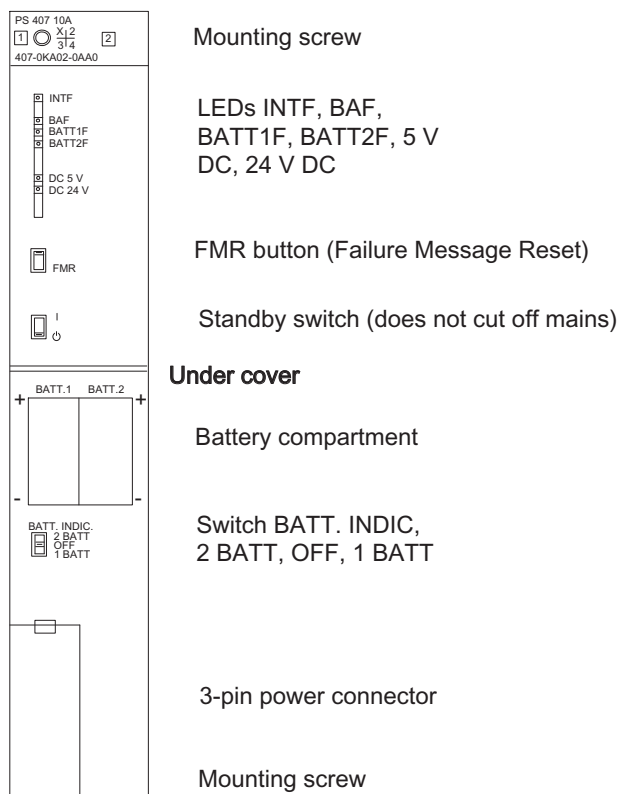 PS 407 10A
1 X 2
3 4
2
407-0KA02-0AA0
Mounting screw
INTF
BAF
BATT1F
BATT2F
DC 5 V
DC 24 V
LEDs INTF, BAF,
BATT1F, BATT2F, 5 V
DC, 24 V DC
FMR
FMR button (Failure Message Reset)
I
Standby switch (does not cut off mains)
Under cover
BATT.1 BATT.2
+ +
- -
Battery compartment
BATT. INDIC.
2 BATT
OFF
1 BATT
Switch BATT. INDIC,
2 BATT, OFF, 1 BATT
3-pin power connector
Mounting screw